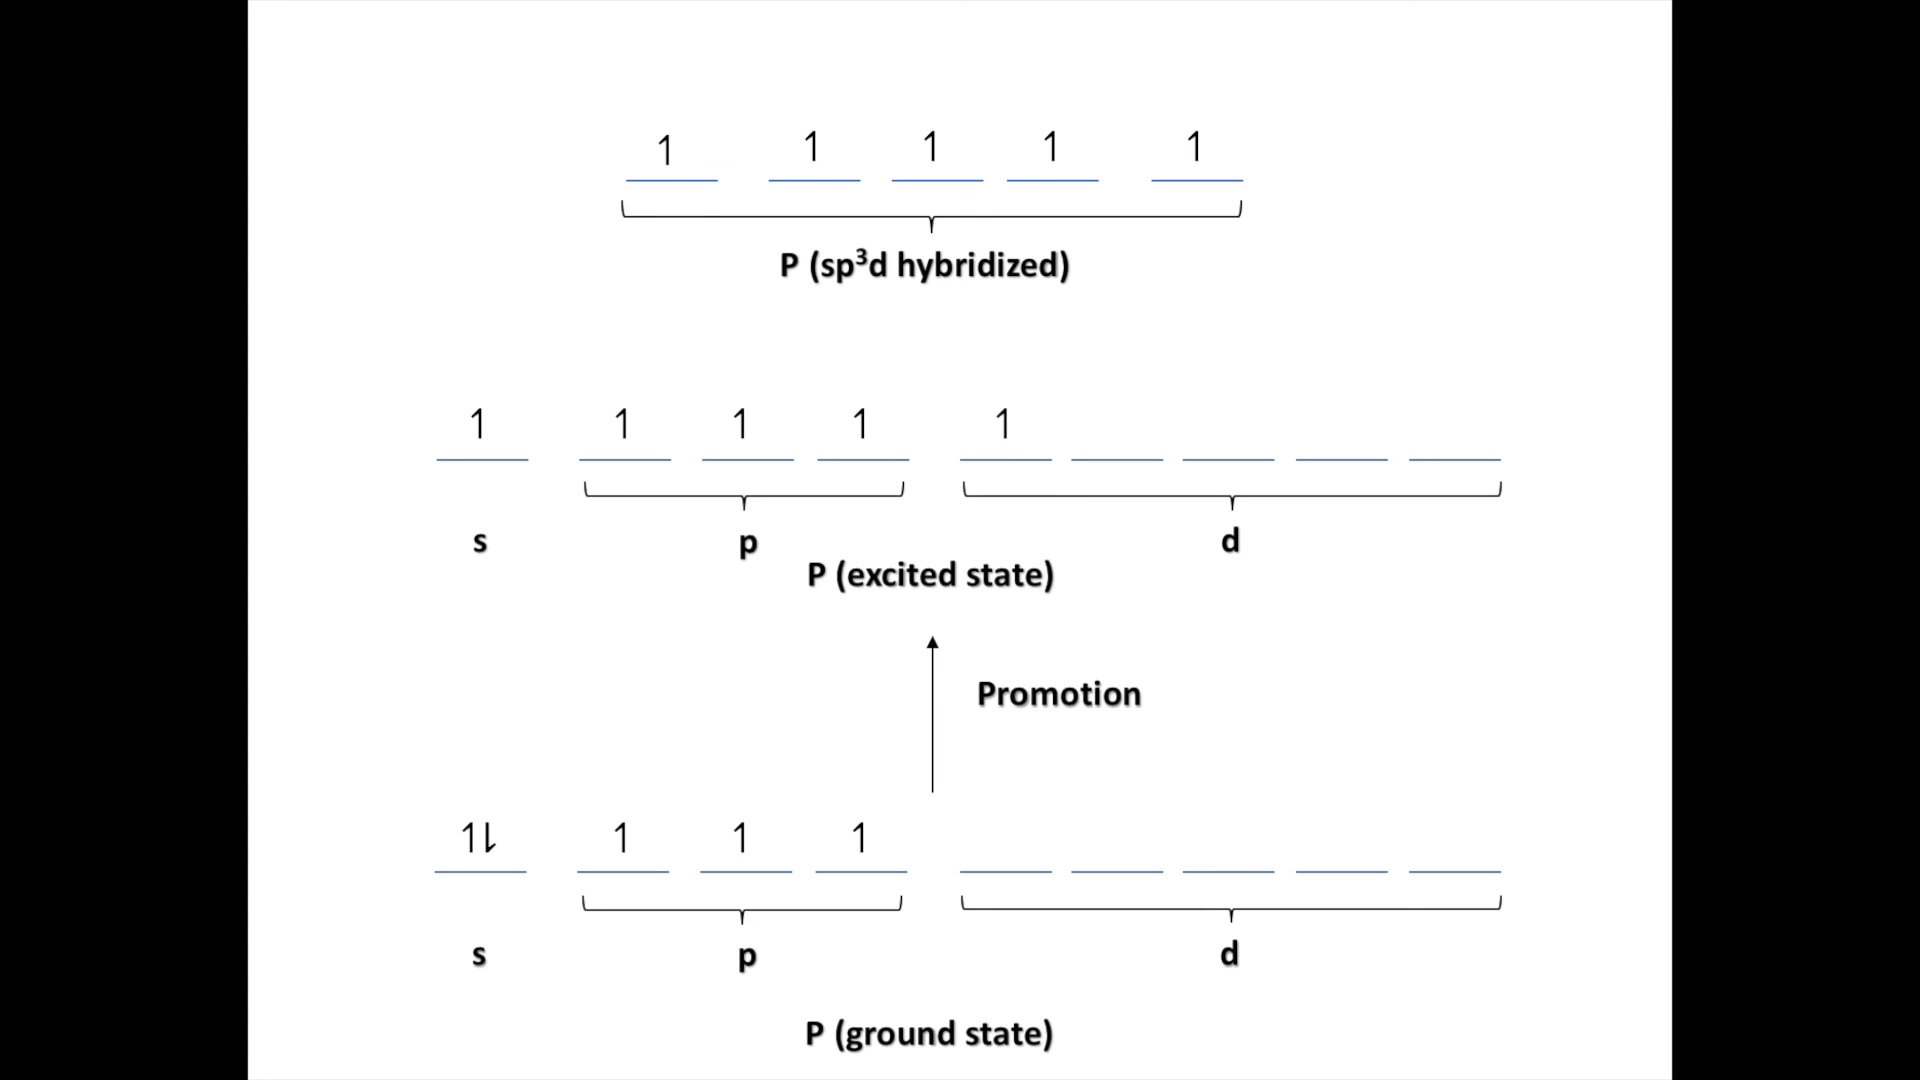 1 1 1 1 1
P (sp³d hybridized)
1 1 1 1 1
s p d
P (excited state)
Promotion
1⇂ 1 1 1
s p d
P (ground state)